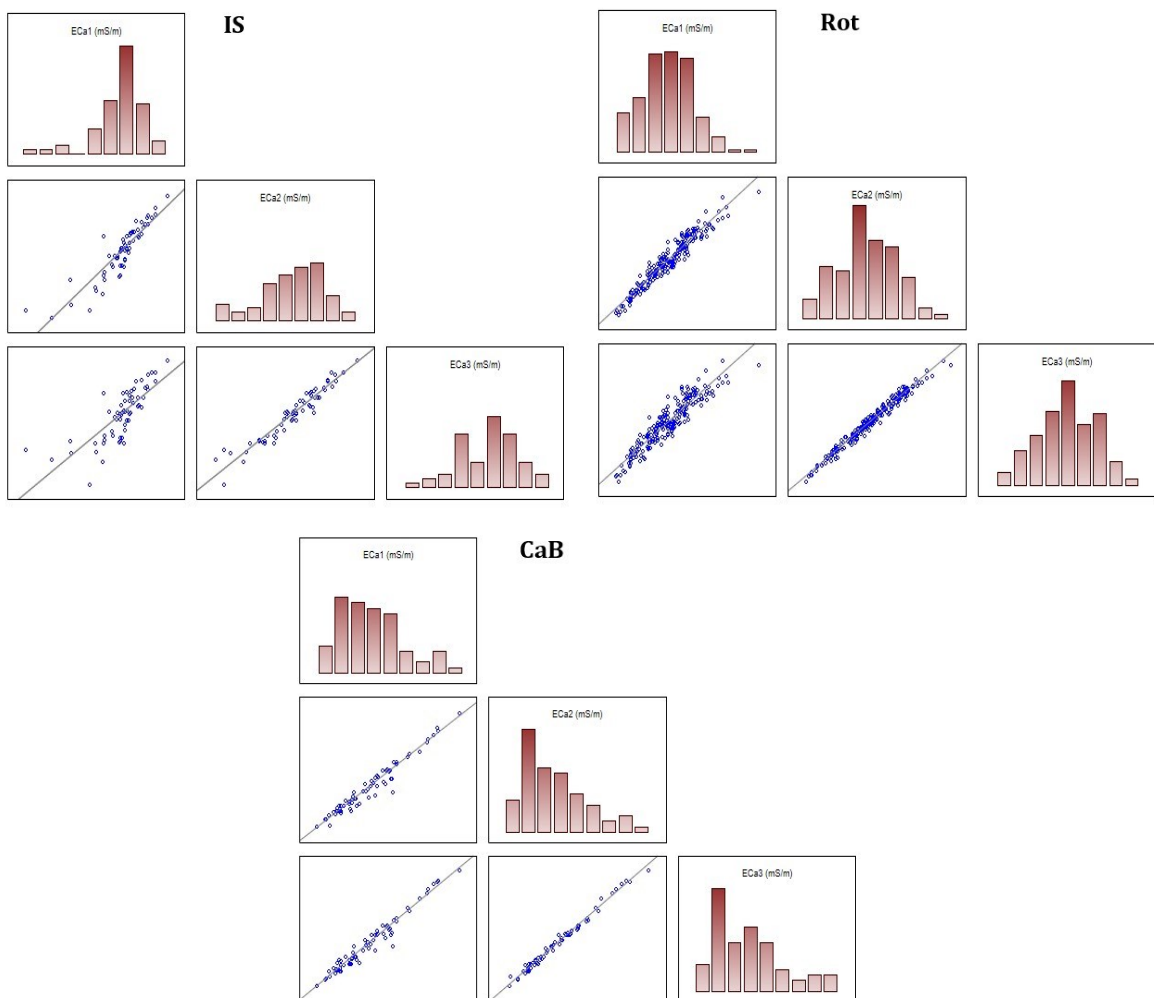 IS
ECa1 (mS/m)
ECa2 (mS/m)
ECa3 (mS/m)
Rot
ECa1 (mS/m)
ECa2 (mS/m)
ECa3 (mS/m)
CaB
ECa1 (mS/m)
ECa2 (mS/m)
ECa3 (mS/m)